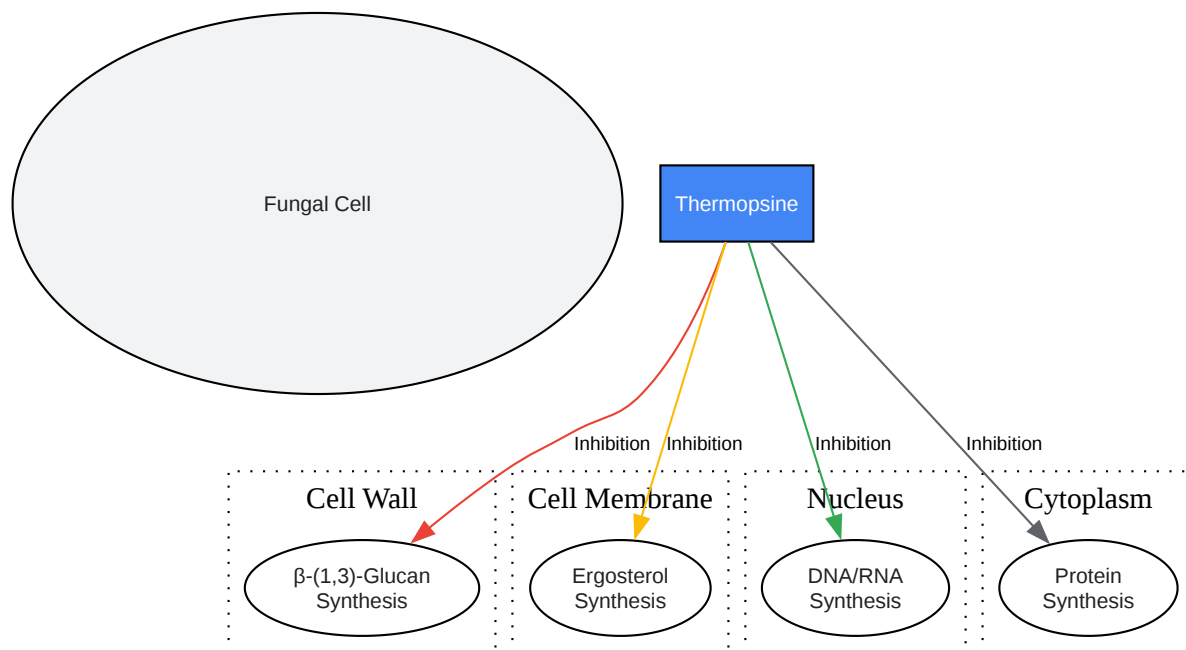 Fungal Cell
Thermopsine
Inhibition
Inhibition
Inhibition
Inhibition
Cell Wall
Cell Membrane
Nucleus
Cytoplasm
β-(1,3)-Glucan
Synthesis
Ergosterol
Synthesis
DNA/RNA
Synthesis
Protein
Synthesis